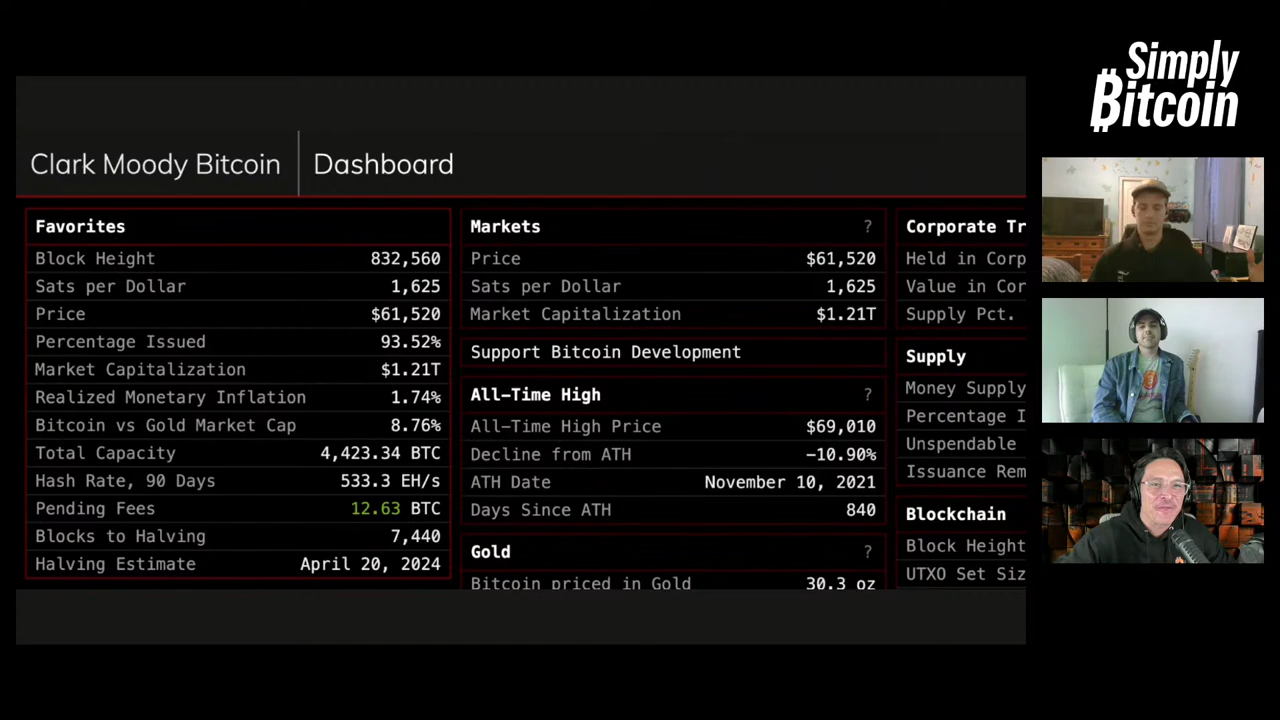 Simply
Bitcoin
Clark Moody Bitcoin
Dashboard
Favorites
Block Height 832,560
Sats per Dollar 1,625
Price $61,520
Percentage Issued 93.52%
Market Capitalization $1.21T
Realized Monetary Inflation 1.74%
Bitcoin vs Gold Market Cap 8.76%
Total Capacity 4,423.34 BTC
Hash Rate, 90 Days 533.3 EH/s
Pending Fees 12.63 BTC
Blocks to Halving 7,440
Halving Estimate April 20, 2024
Markets ?
Price $61,520
Sats per Dollar 1,625
Market Capitalization $1.21T
Support Bitcoin Development
All-Time High ?
All-Time High Price $69,010
Decline from ATH -10.90%
ATH Date November 10, 2021
Days Since ATH 840
Gold ?
Bitcoin priced in Gold 30.3 oz
Corporate Tr
Held in Corp
Value in Cor
Supply Pct.
Supply
Money Supply
Percentage I
Unspendable
Issuance Rem
Blockchain
Block Height
UTXO Set Siz